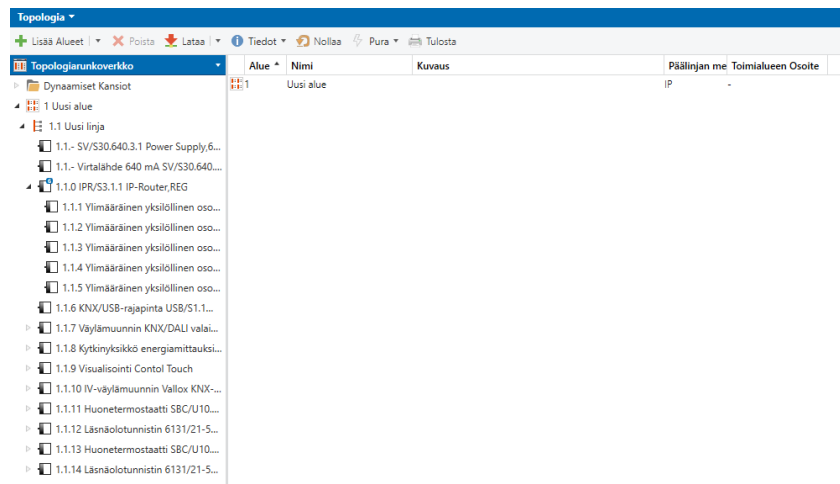 Topologia
Lisää Alueet Poista Lataa Tiedot Nollaa Pura Tulosta
Topologiarunkoverkko
Alue Nimi Kuvaus Päälinjan me Toimialueen Osoite
Dynaamiset Kansiot
1 Uusi alue IP -
1 Uusi alue
1.1 Uusi linja
1.1.- SV/S30.640.3.1 Power Supply,6...
1.1.- Virtalähde 640 mA SV/S30.640....
1.1.0 IPR/S3.1.1 IP-Router,REG
1.1.1 Ylimääräinen yksilöllinen oso...
1.1.2 Ylimääräinen yksilöllinen oso...
1.1.3 Ylimääräinen yksilöllinen oso...
1.1.4 Ylimääräinen yksilöllinen oso...
1.1.5 Ylimääräinen yksilöllinen oso...
1.1.6 KNX/USB-rajapinta USB/S1.1...
1.1.7 Väylämuunnin KNX/DALI valai...
1.1.8 Kytkinyksikkö energiamittauksi...
1.1.9 Visualisointi Contol Touch
1.1.10 IV-väylämuunnin Vallox KNX-...
1.1.11 Huonetermostaatti SBC/U10....
1.1.12 Läsnäolotunnistin 6131/21-5...
1.1.13 Huonetermostaatti SBC/U10....
1.1.14 Läsnäolotunnistin 6131/21-5...